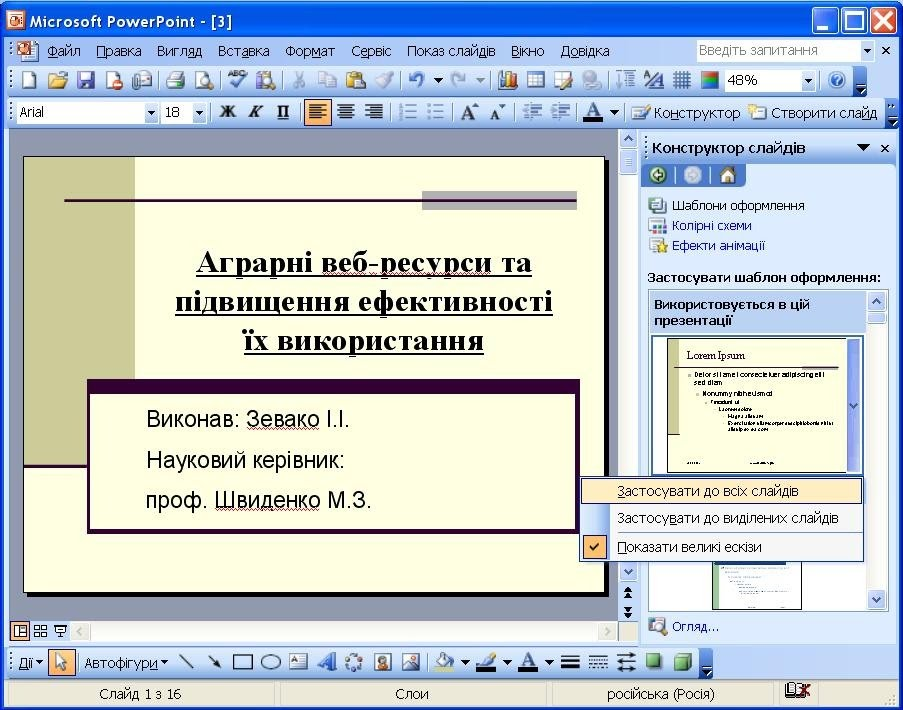 Microsoft PowerPoint - [3]
Файл Правка Вигляд Вставка Формат Сервіс Показ слайдів Вікно Довідка Введіть запитання
48%
Arial 18 Ж К П Конструктор Створити слайд
Конструктор слайдів
Шаблони оформлення
Колірні схеми
Ефекти анімації
Застосувати шаблон оформлення:
Використовується в цій
презентації
Lorem Ipsum
Аграрні веб-ресурси та
підвищення ефективності
їх використання
Виконав: Зевако І.І.
Науковий керівник:
проф. Швиденко М.З.
Застосувати до всіх слайдів
Застосувати до виділених слайдів
Показати великі ескізи
Огляд...
Дії Автофігури
Слайд 1 з 16 Слои російська (Росія)